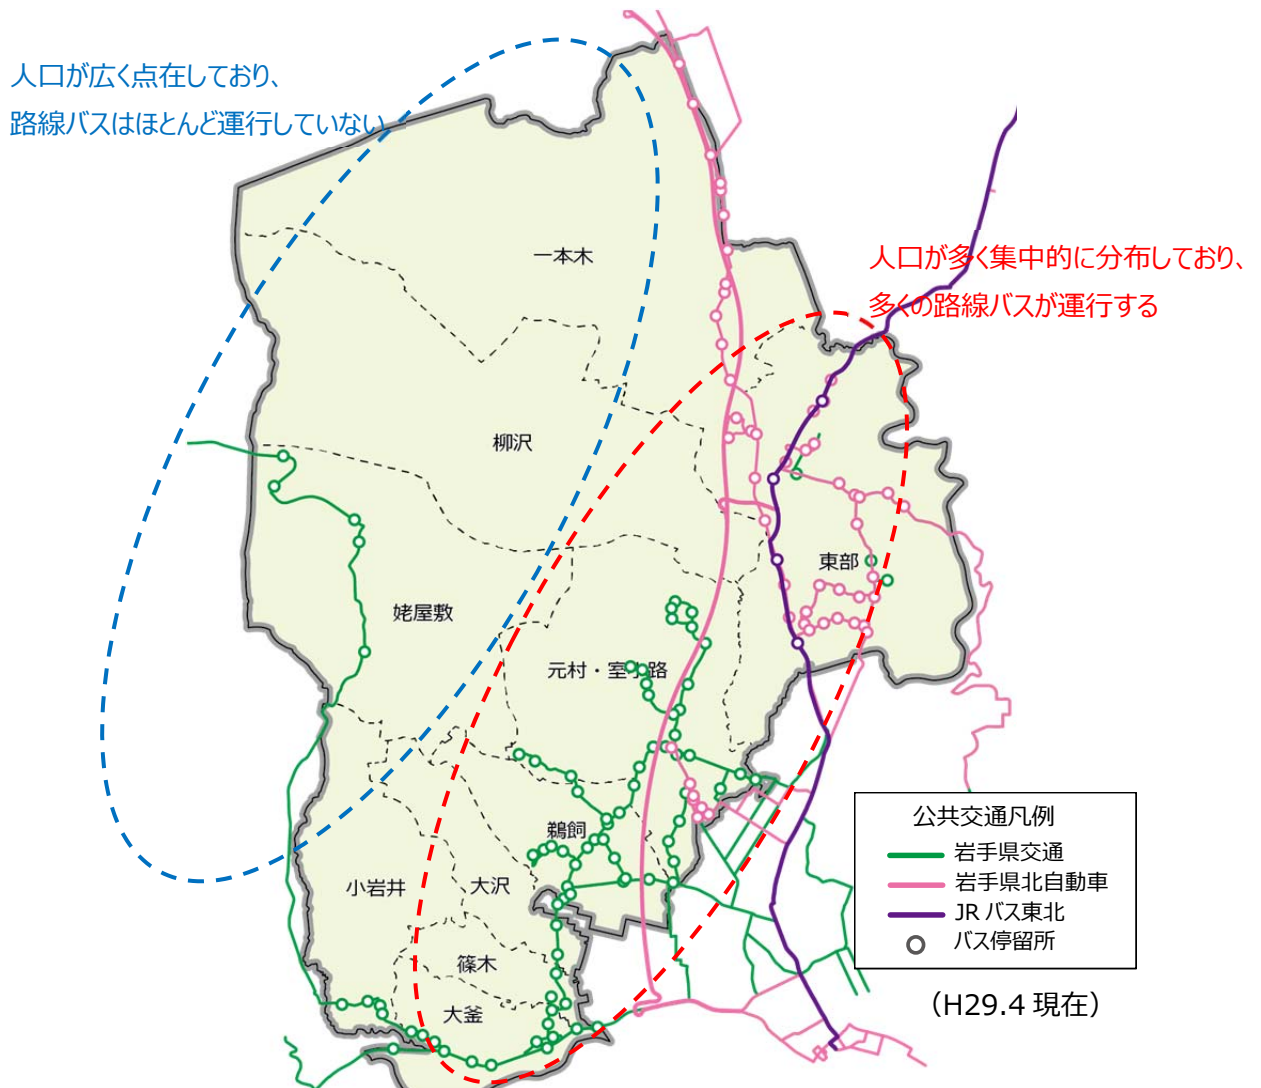 人口が広く点在しており、
路線バスはほとんど運行していない
人口が多く集中的に分布しており、
多くの路線バスが運行する
一本木
柳沢
東部
姥屋敷
元村・室小路
鵜飼
小岩井
大沢
篠木
大釜
公共交通凡例
岩手県交通
岩手県北自動車
JRバス東北
バス停留所
（H29.4 現在）